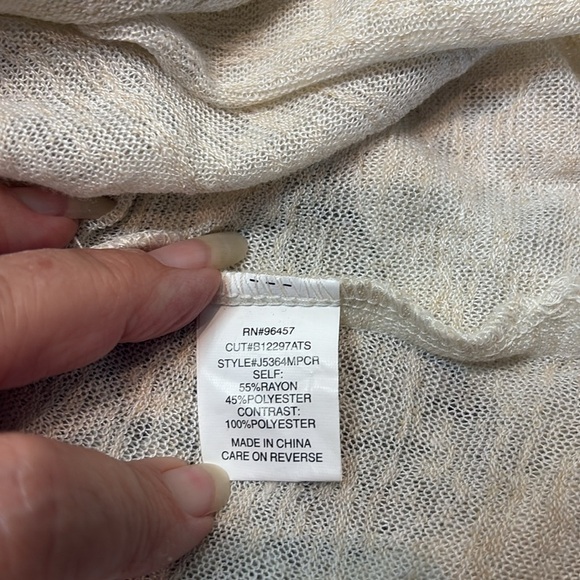 RN#96457
CUT#B12297ATS
STYLE#J5364MPCR
SELF:
55%RAYON
45%POLYESTER
CONTRAST:
100%POLYESTER
MADE IN CHINA
CARE ON REVERSE